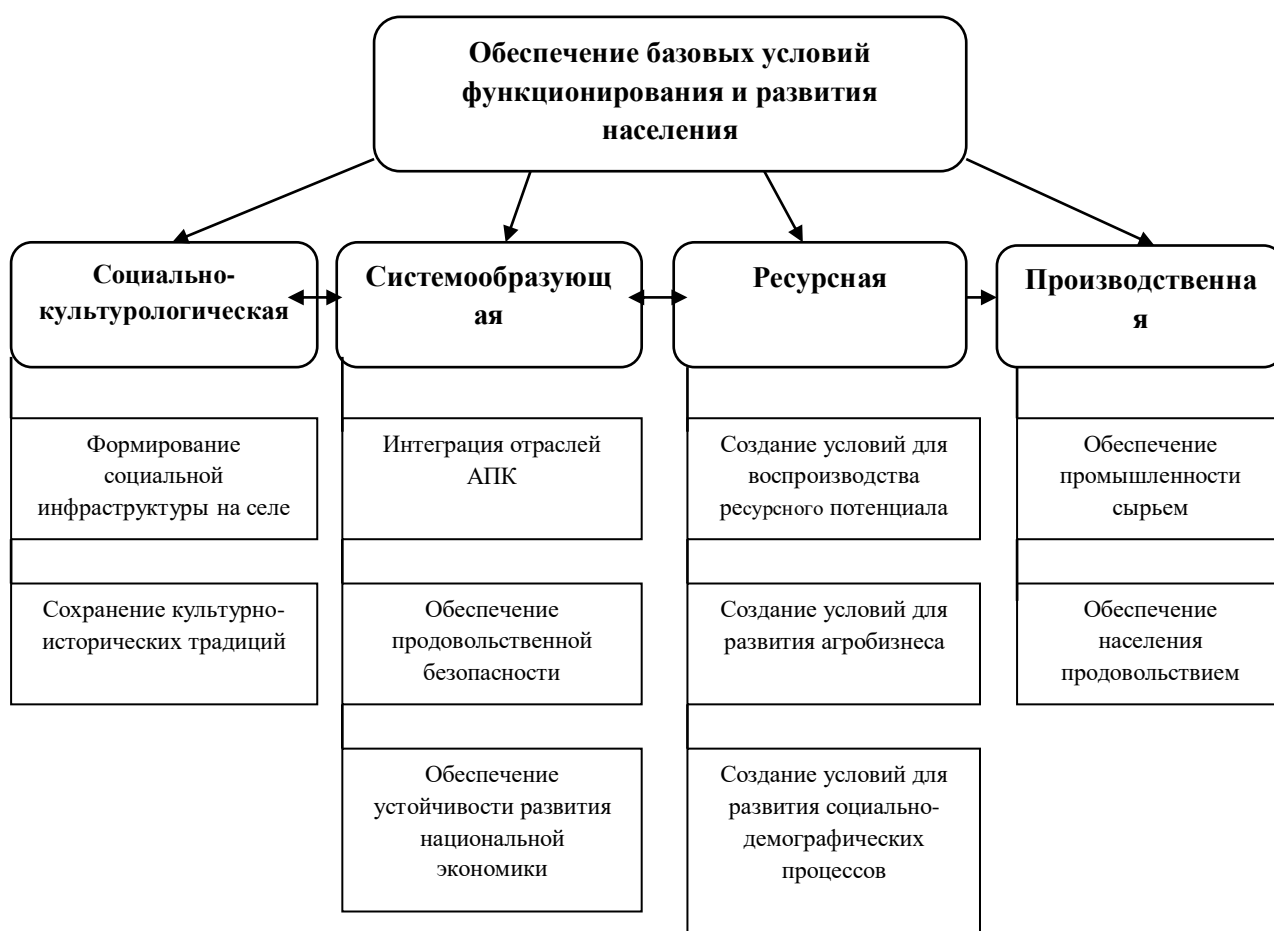 Обеспечение базовых условий
функционирования и развития
населения
Социально-
культурологическая
Системообразующ
ая
Ресурсная
Производственна
я
Формирование
социальной
инфраструктуры на селе
Интеграция отраслей
АПК
Создание условий для
воспроизводства
ресурсного потенциала
Обеспечение
промышленности
сырьем
Сохранение культурно-
исторических традиций
Обеспечение
продовольственной
безопасности
Создание условий для
развития агробизнеса
Обеспечение
населения
продовольствием
Обеспечение
устойчивости развития
национальной
экономики
Создание условий для
развития социально-
демографических
процессов